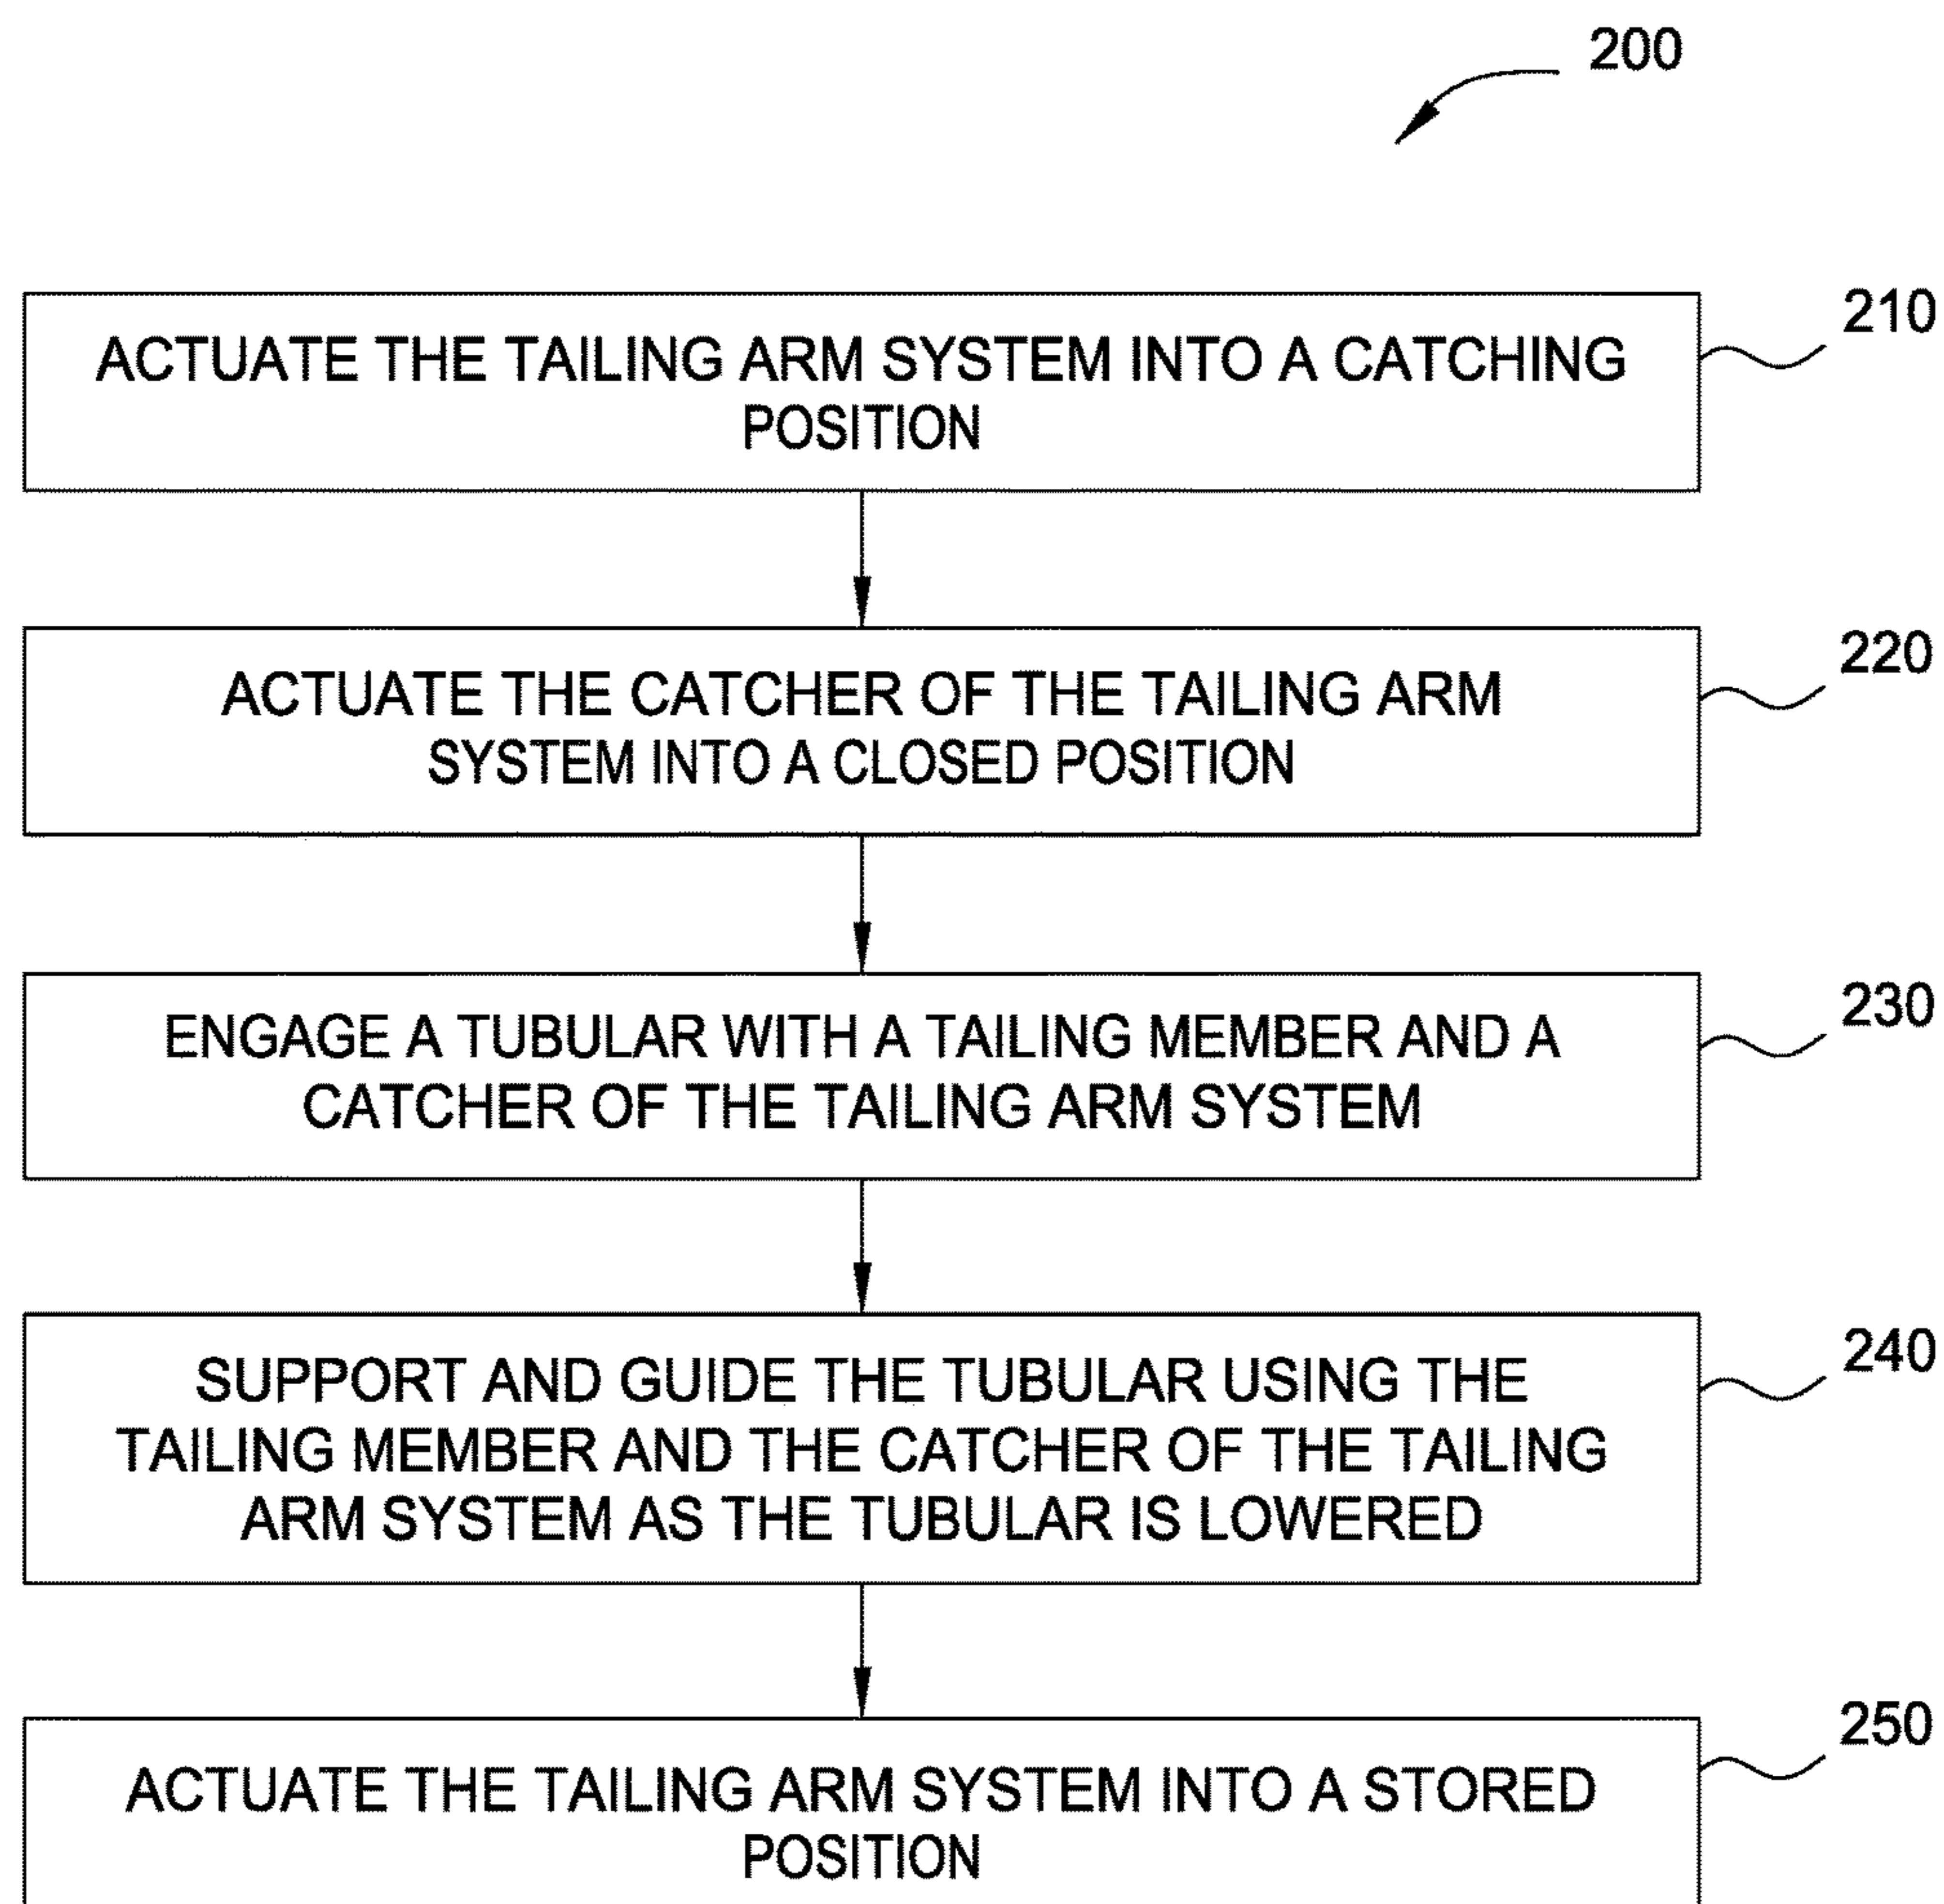 200
210
ACTUATE THE TAILING ARM SYSTEM INTO A CATCHING
POSITION
220
ACTUATE THE CATCHER OF THE TAILING ARM
SYSTEM INTO A CLOSED POSITION
230
ENGAGE A TUBULAR WITH A TAILING MEMBER AND A
CATCHER OF THE TAILING ARM SYSTEM
240
SUPPORT AND GUIDE THE TUBULAR USING THE
TAILING MEMBER AND THE CATCHER OF THE TAILING
ARM SYSTEM AS THE TUBULAR IS LOWERED
250
ACTUATE THE TAILING ARM SYSTEM INTO A STORED
POSITION